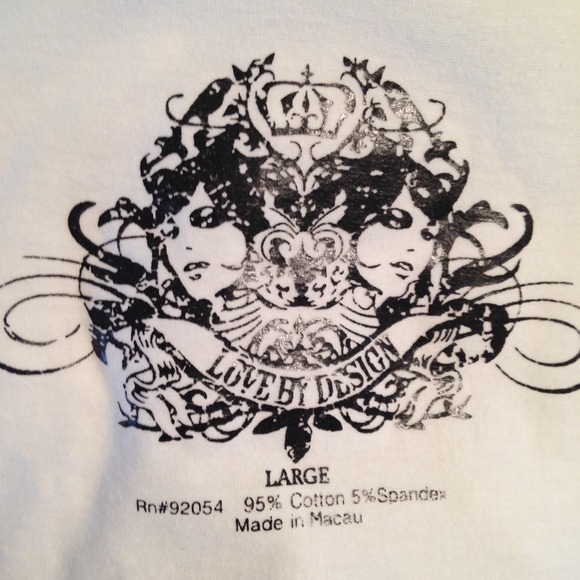 LOVE BY DESIGN
LARGE
Rn#92054 95% Cotton 5%Spandex
Made in Macau